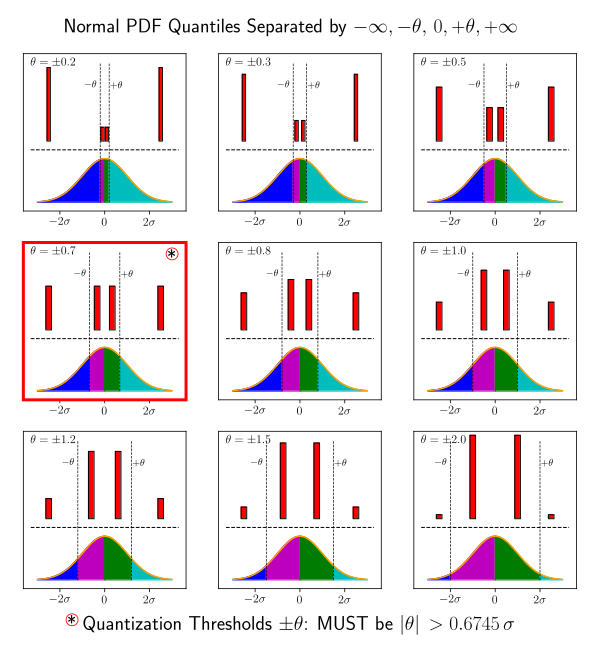 Normal PDF Quantiles Separated by −∞, −θ, 0, +θ, +∞
θ = ±0.2
−θ
+θ
−2σ 0 2σ
θ = ±0.3
−θ
+θ
−2σ 0 2σ
θ = ±0.5
−θ
+θ
−2σ 0 2σ
θ = ±0.7
*
−θ
+θ
−2σ 0 2σ
θ = ±0.8
−θ
+θ
−2σ 0 2σ
θ = ±1.0
−θ
+θ
−2σ 0 2σ
θ = ±1.2
−θ
+θ
−2σ 0 2σ
θ = ±1.5
−θ
+θ
−2σ 0 2σ
θ = ±2.0
−θ
+θ
−2σ 0 2σ
* Quantization Thresholds ±θ: MUST be |θ| > 0.6745 σ